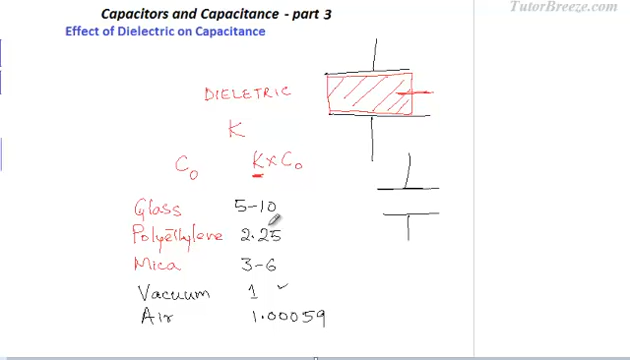 TutorBreeze.com
Capacitors and Capacitance - part 3
Effect of Dielectric on Capacitance
DIELETRIC
K
C₀ K×C₀
Glass 5-10
Polyethylene 2.25
Mica 3-6
Vacuum 1 ✓
Air 1.00059